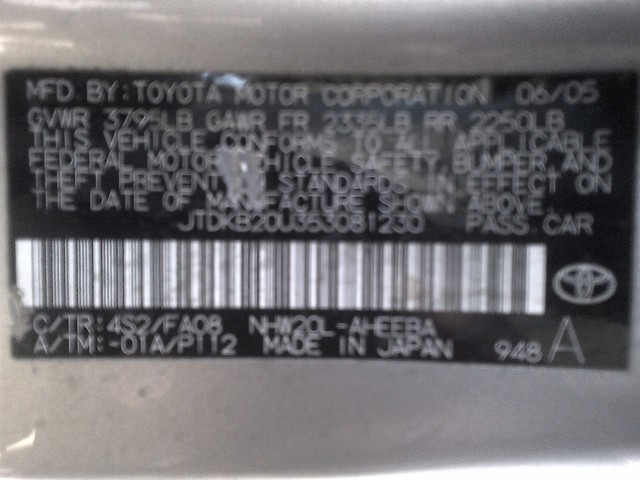 MFD. BY: TOYOTA MOTOR CORPORATION 06/05
GVWR 3795LB GAWR FR 2335LB RR 2250LB
THIS VEHICLE CONFORMS TO ALL APPLICABLE
FEDERAL MOTOR VEHICLE SAFETY, BUMPER, AND
THEFT PREVENTION STANDARDS IN EFFECT ON
THE DATE OF MANUFACTURE SHOWN ABOVE.
JTDKB20U353081230 PASS. CAR
C/TR: 4S2/FA08 NHW20L-AHEEBA
A/TM: -01A/P112 MADE IN JAPAN 948 A